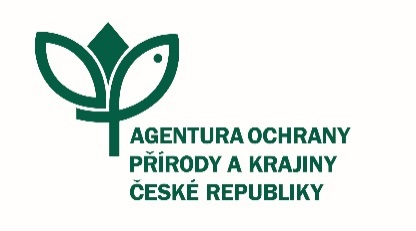 AGENTURA OCHRANY
PŘÍRODY A KRAJINY
ČESKÉ REPUBLIKY